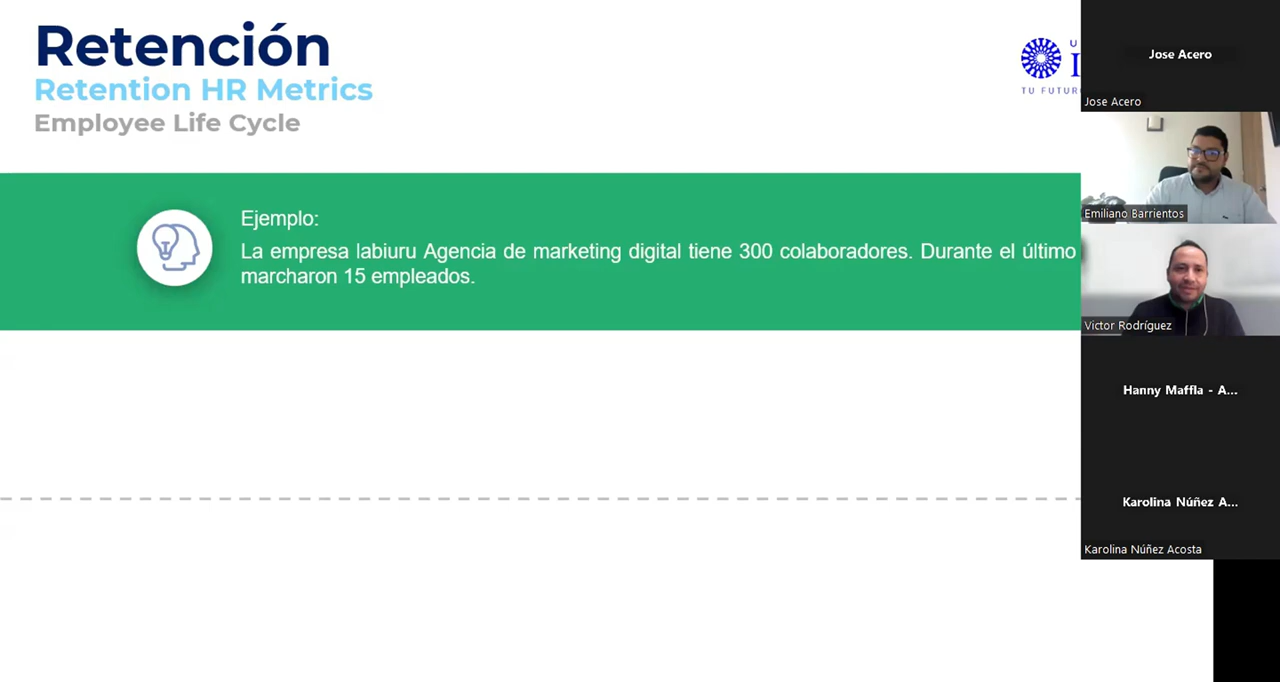 Retención
Retention HR Metrics
Employee Life Cycle
U
I
TU FUTURO
Ejemplo:
La empresa labiuru Agencia de marketing digital tiene 300 colaboradores. Durante el último
marcharon 15 empleados.
Jose Acero
Jose Acero
Emiliano Barrientos
Victor Rodríguez
Hanny Maffla - A...
Karolina Núñez A...
Karolina Núñez Acosta